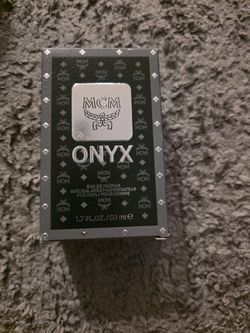 MCM
ONYX
EAU DE PARFUM
NATURAL SPRAY/VAPORISATEUR
FOR MEN / POUR HOMME
1.7 FL.OZ./50 ml e